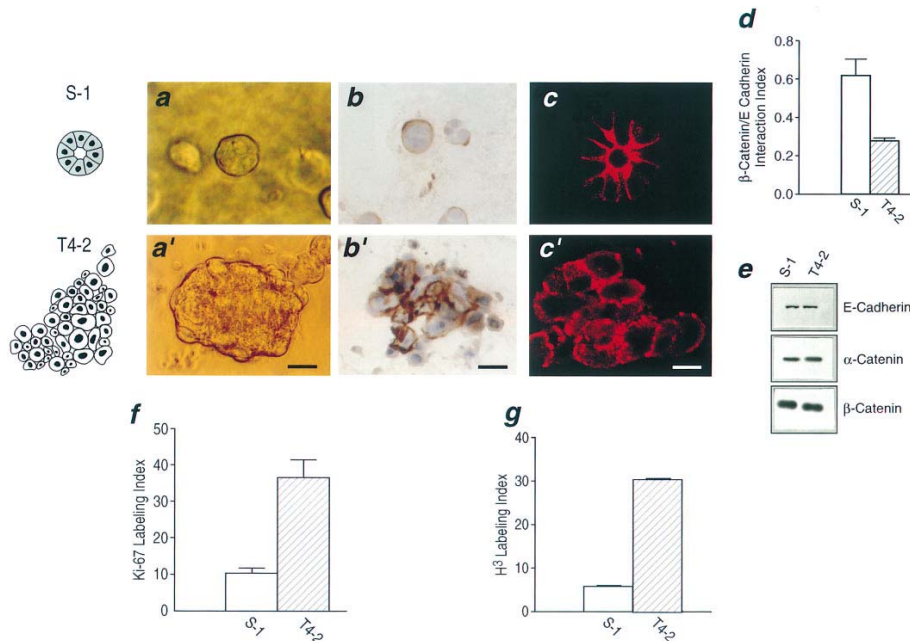 S-1
a
b
c
T4-2
a'
b'
c'
d
β-Catenin/E Cadherin
Interaction Index
0.8
0.6
0.4
0.2
0.0
S-1
T4-2
e
S-1
T4-2
E-Cadherin
α-Catenin
β-Catenin
f
Ki-67 Labeling Index
50
40
30
20
10
0
S-1
T4-2
g
H³ Labeling Index
40
30
20
10
0
S-1
T4-2